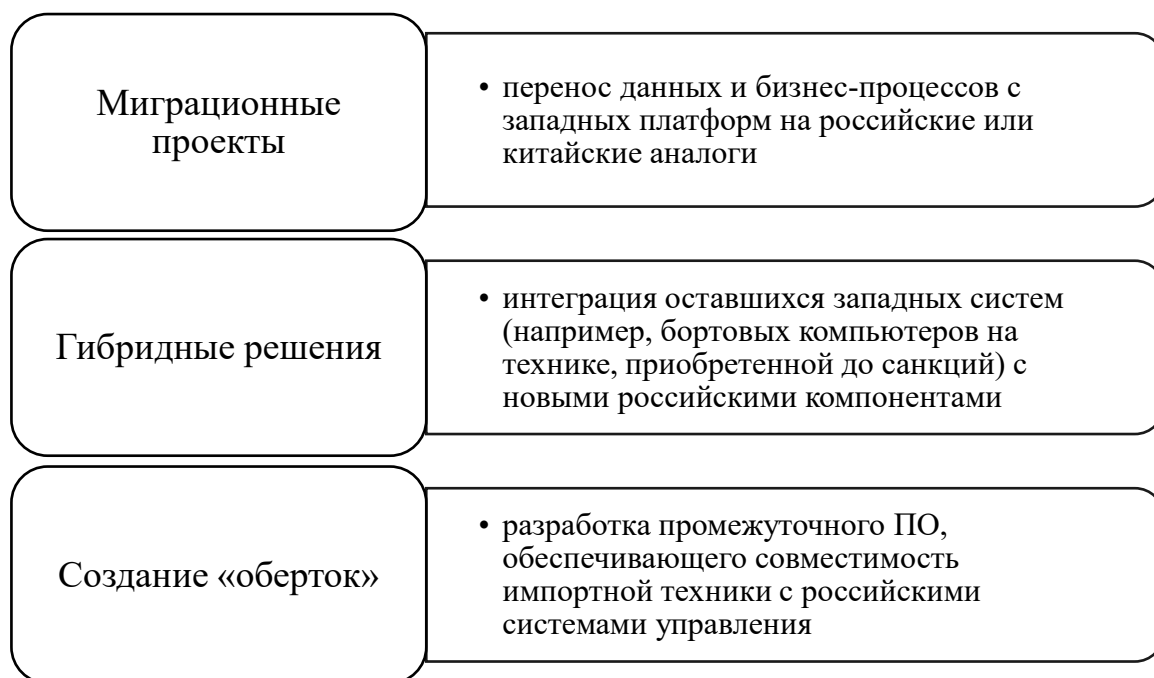 Миграционные
проекты
• перенос данных и бизнес-процессов с
западных платформ на российские или
китайские аналоги
Гибридные решения
• интеграция оставшихся западных систем
(например, бортовых компьютеров на
технике, приобретенной до санкций) с
новыми российскими компонентами
Создание «оберток»
• разработка промежуточного ПО,
обеспечивающего совместимость
импортной техники с российскими
системами управления